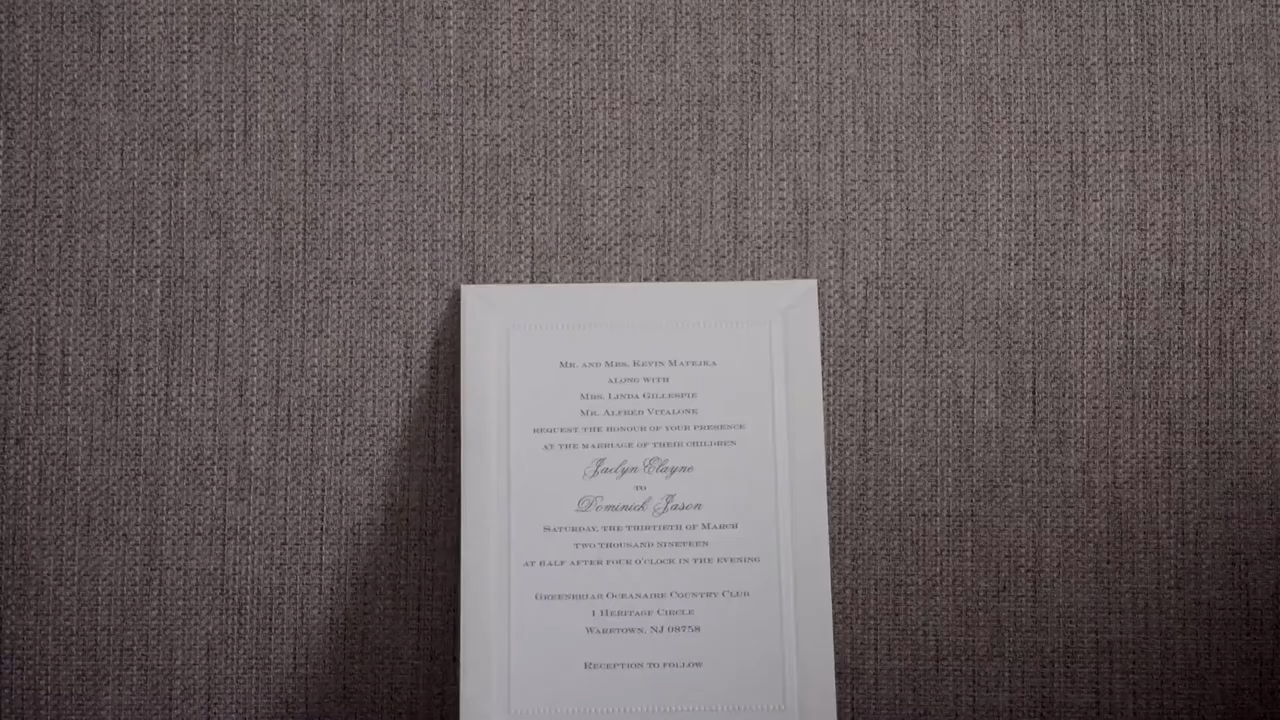 Mr. and Mrs. Kevin Matejka
along with
Mrs. Linda Gillespie
Mr. Alfred Vitalone
request the honour of your presence
at the marriage of their children
Jaclyn Elayne
to
Dominick Jason
Saturday, the thirtieth of March
two thousand nineteen
at half after four o'clock in the evening
Greenbriar Oceanaire Country Club
1 Heritage Circle
Waretown, NJ 08758
Reception to follow